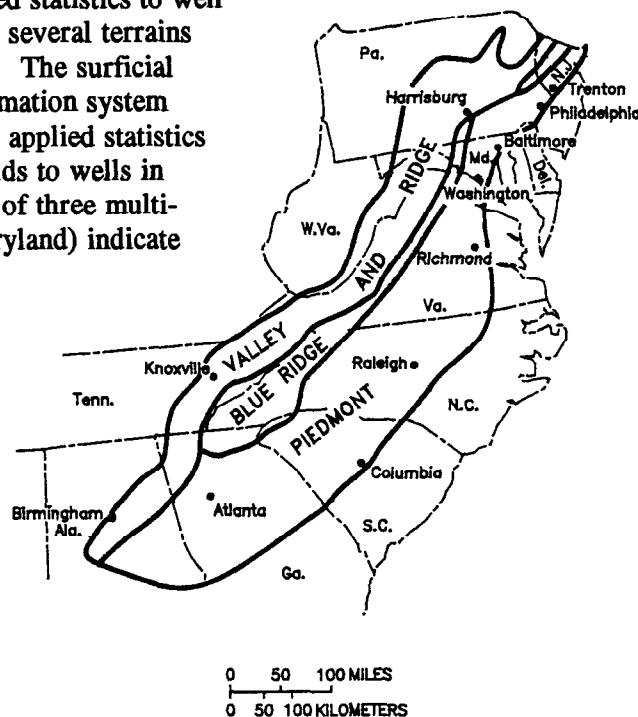 ed statistics to well
several terrains
The surficial
mation system
applied statistics
ds to wells in
of three multi-
ryland) indicate
Pa.
N.J.
Trenton
Harrisburg
Philadelphia
Baltimore
Md.
Del.
Washington
W.Va.
Richmond
Va.
VALLEY AND RIDGE
Knoxville
BLUE RIDGE
Raleigh
Tenn.
PIEDMONT
N.C.
Columbia
Birmingham
Atlanta
Ala.
S.C.
Ga.
0 50 100 MILES
0 50 100 KILOMETERS